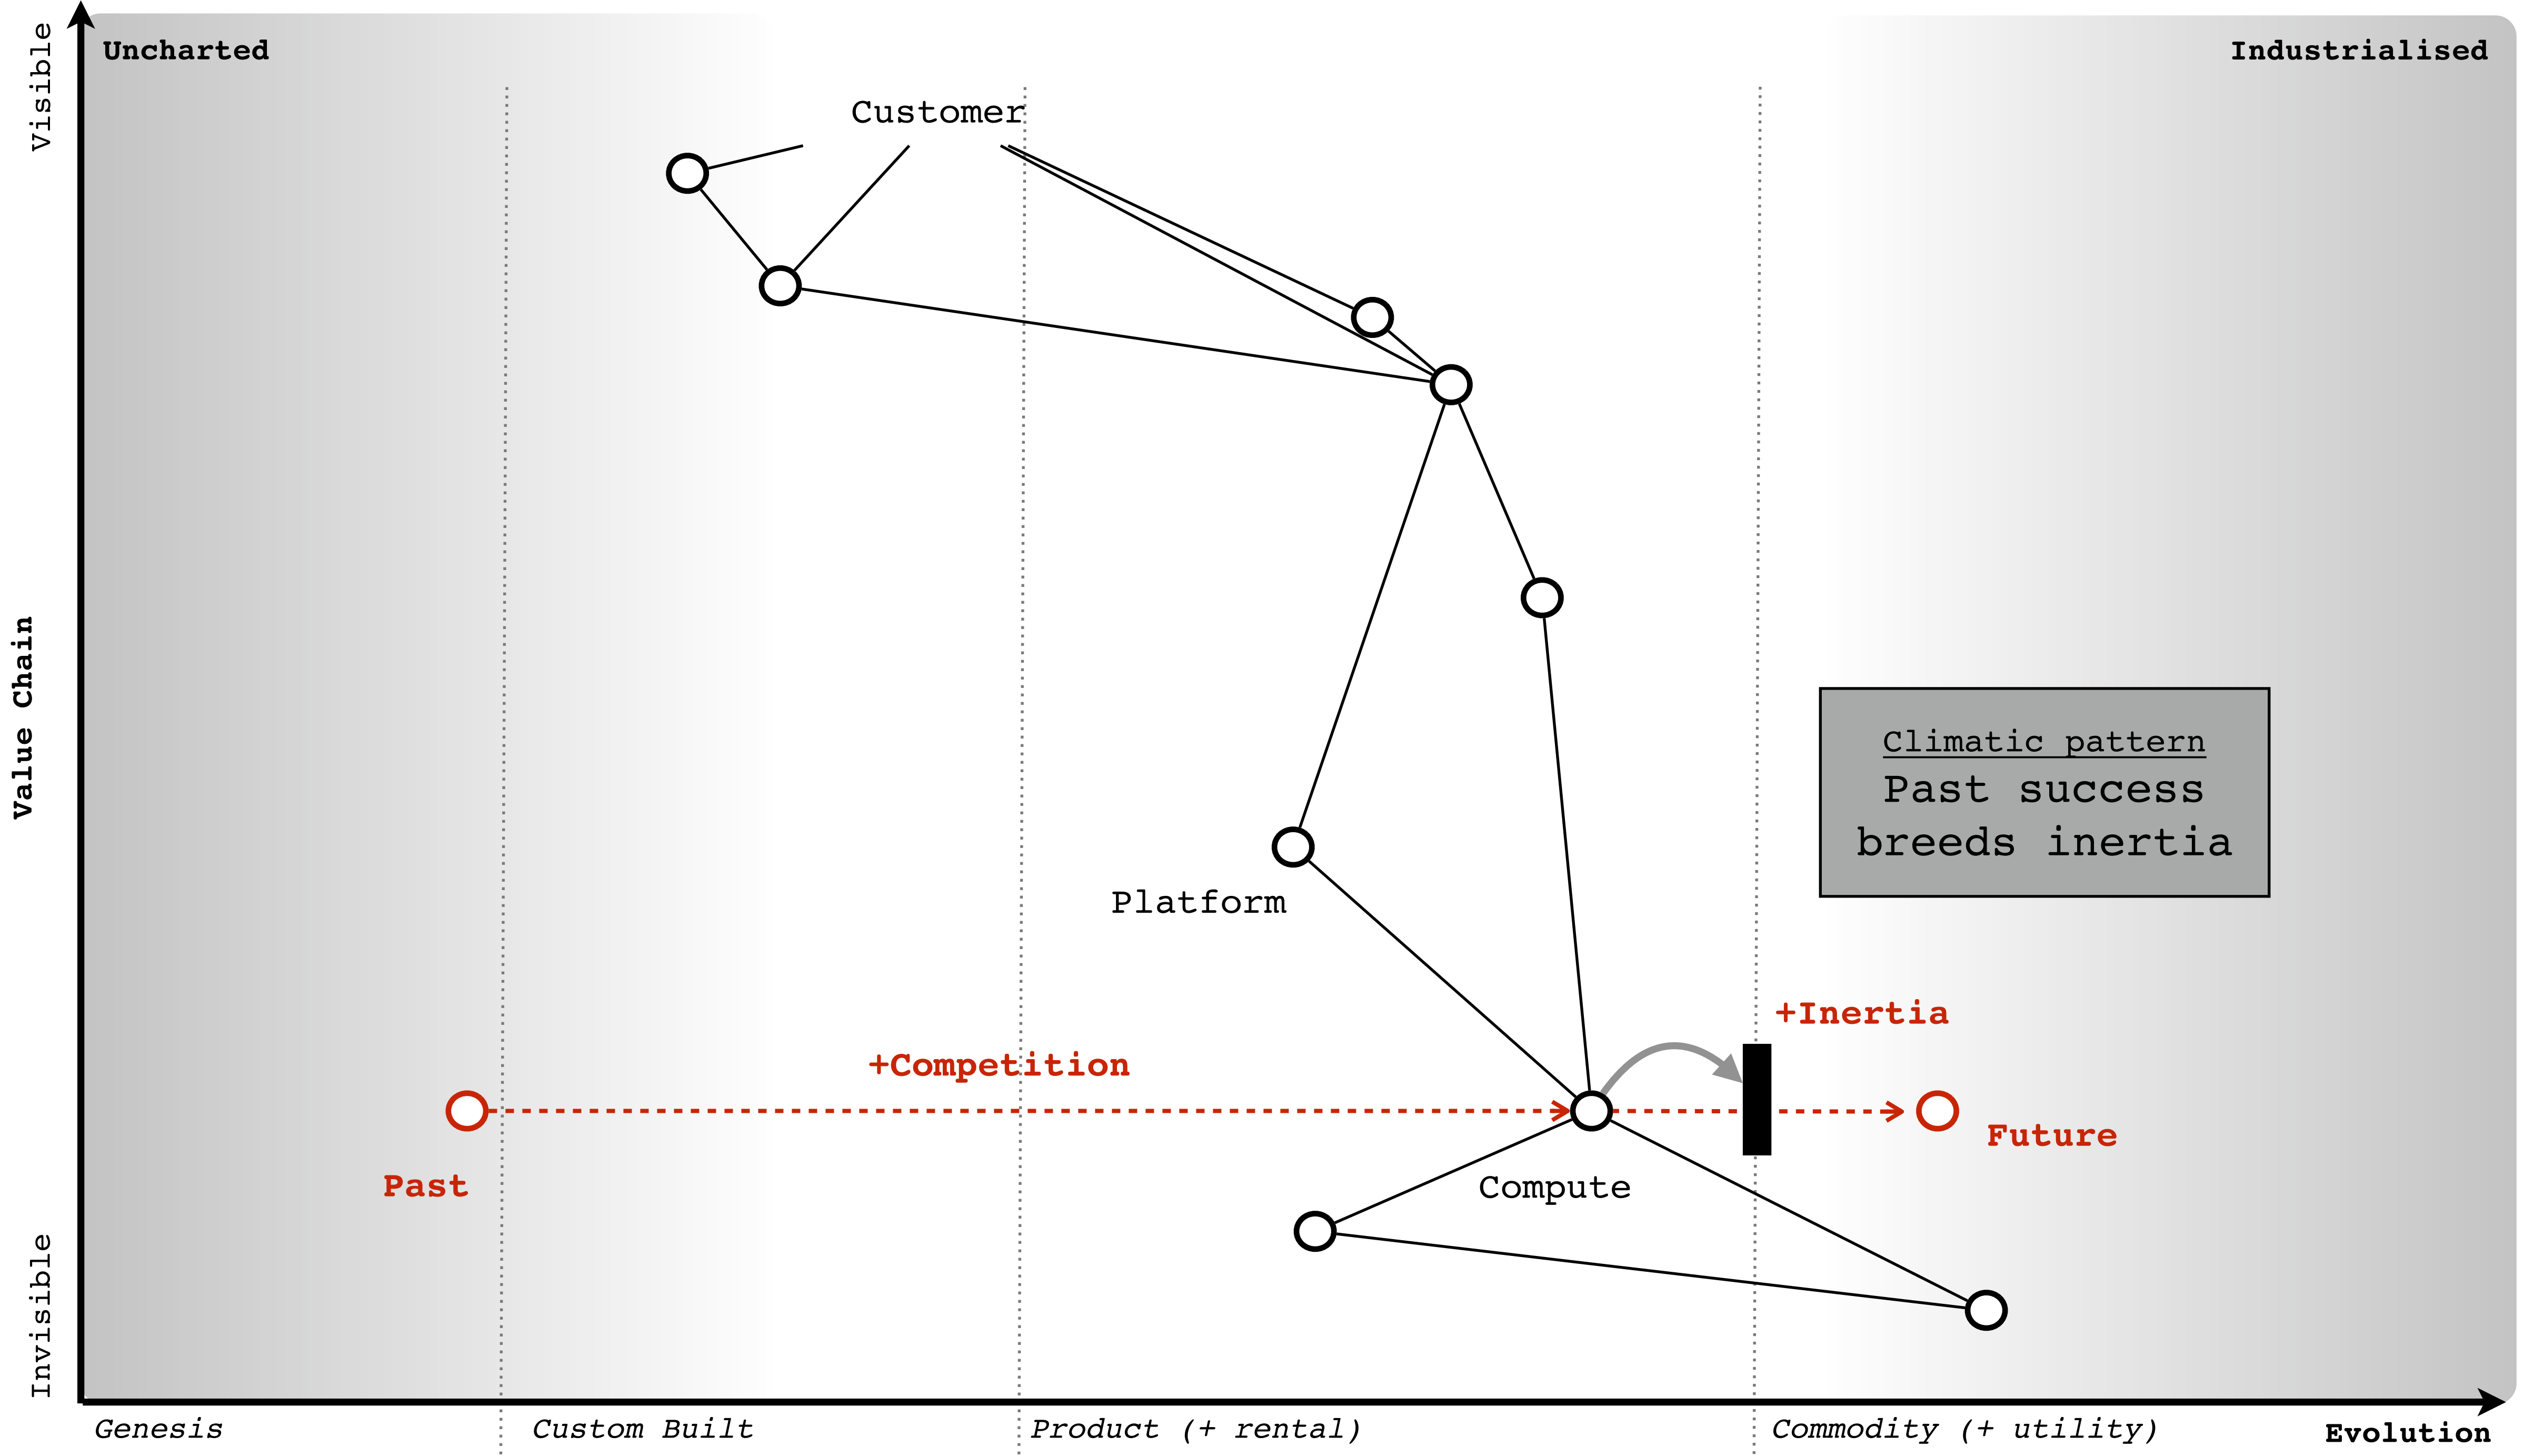 Uncharted
Industrialised
Visible
Customer
Value Chain
Climatic pattern
Past success
breeds inertia
Platform
+Inertia
+Competition
Future
Past
Compute
Invisible
Genesis
Custom Built
Product (+ rental)
Commodity (+ utility)
Evolution